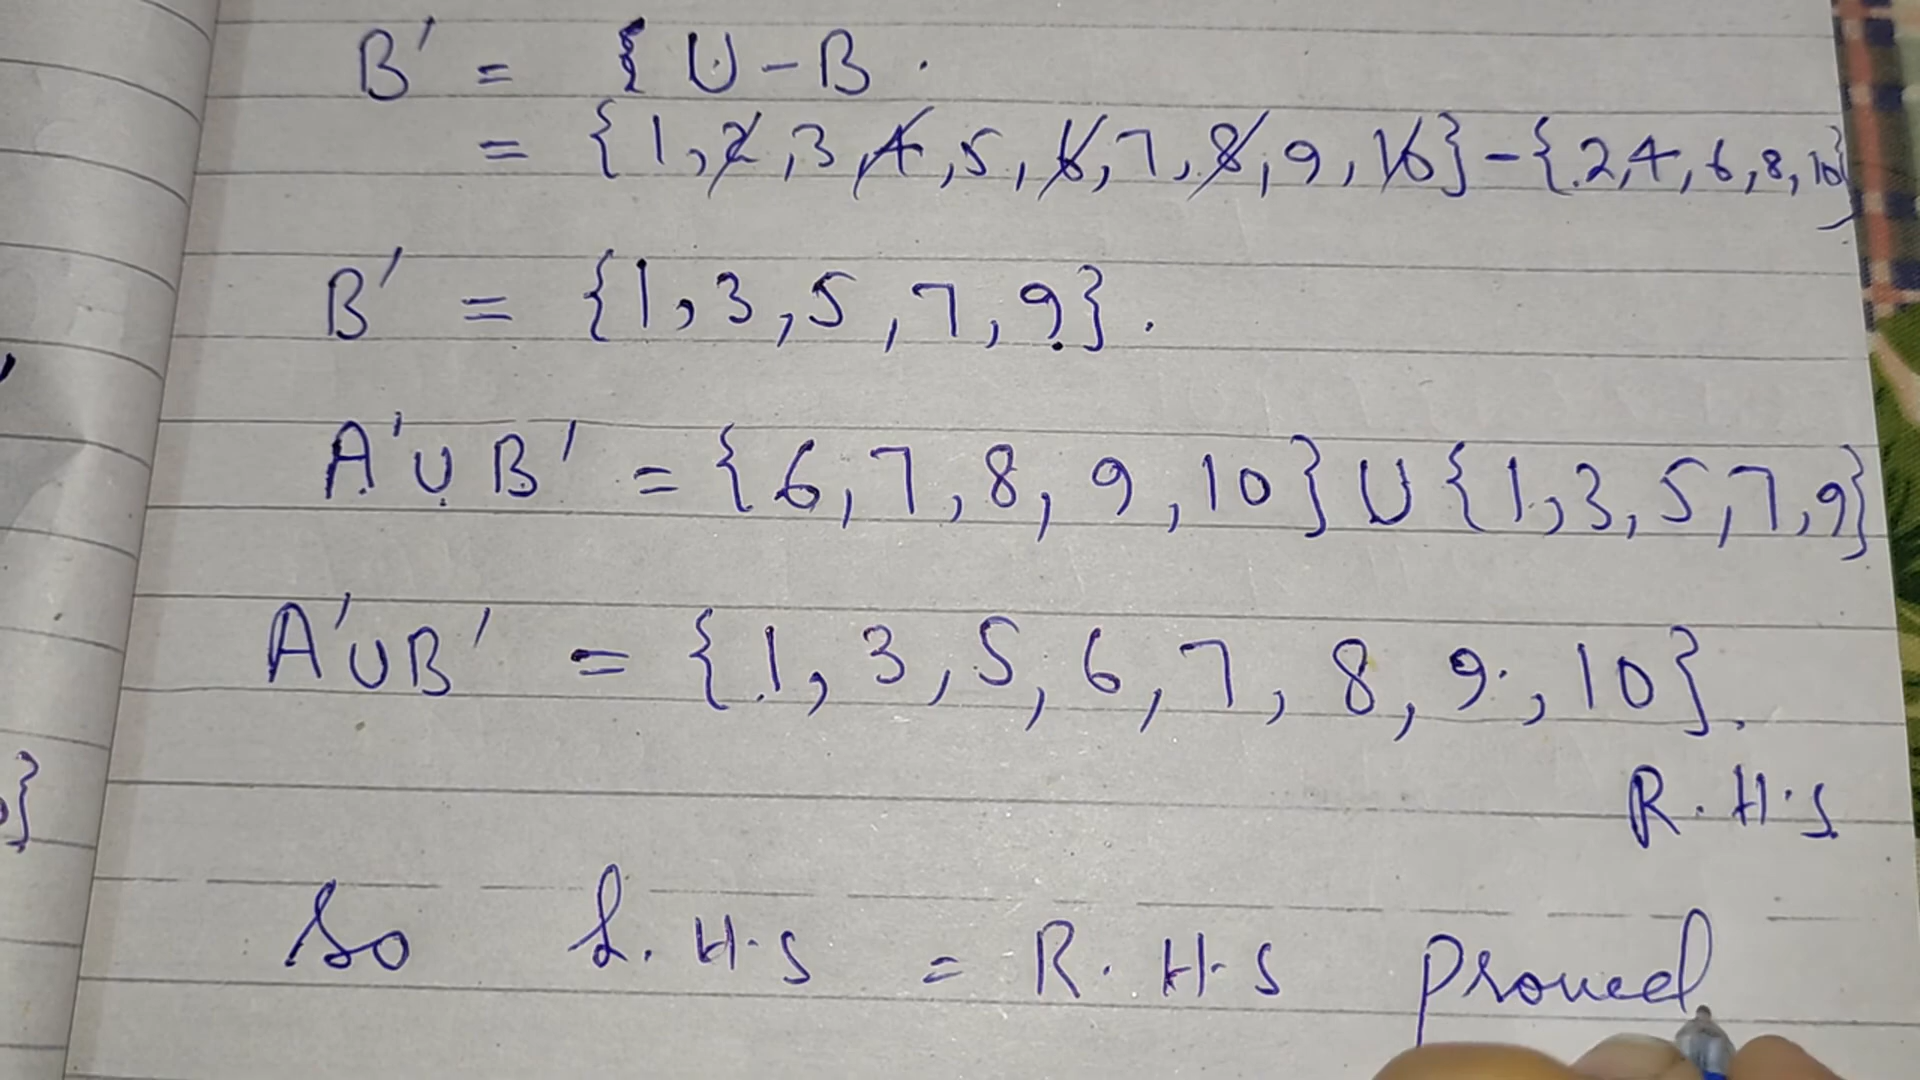 B' = { U - B .
= {1, 2, 3, 4, 5, 6, 7, 8, 9, 10} - {2,4, 6, 8, 10}
B' = {1, 3, 5, 7, 9}.
A'∪B' = {6, 7, 8, 9, 10} ∪ {1, 3, 5, 7, 9}
A'∪B' = {1, 3, 5, 6, 7, 8, 9, 10}.
R.H.S
So L.H.S = R.H.S proved